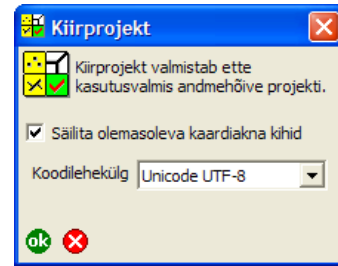 Kiirprojekt
Kiirprojekt valmistab ette
kasutusvalmis andmehõive projekti.
Säilita olemasoleva kaardiakna kihid
Koodilehekülg Unicode UTF-8
ok